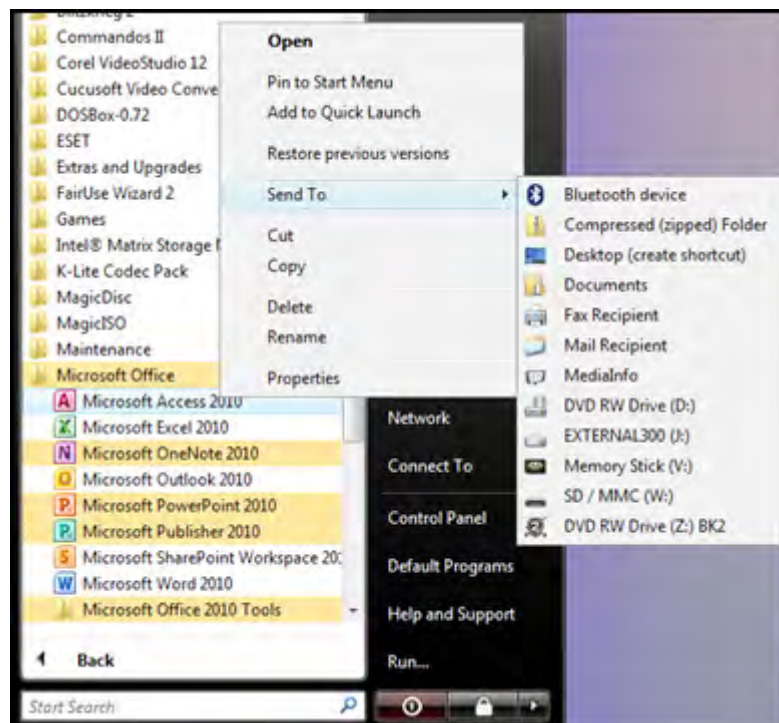 Commandos II
Corel VideoStudio 12
Cucusoft Video Conve
DOSBox-0.72
ESET
Extras and Upgrades
FairUse Wizard 2
Games
Intel® Matrix Storage
K-Lite Codec Pack
MagicDisc
MagicISO
Maintenance
Microsoft Office
Microsoft Access 2010
Microsoft Excel 2010
Microsoft OneNote 2010
Microsoft Outlook 2010
Microsoft PowerPoint 2010
Microsoft Publisher 2010
Microsoft SharePoint Workspace 20
Microsoft Word 2010
Microsoft Office 2010 Tools
Back
Start Search
Open
Pin to Start Menu
Add to Quick Launch
Restore previous versions
Send To
Cut
Copy
Delete
Rename
Properties
Network
Connect To
Control Panel
Default Programs
Help and Support
Run...
Bluetooth device
Compressed (zipped) Folder
Desktop (create shortcut)
Documents
Fax Recipient
Mail Recipient
MediaInfo
DVD RW Drive (D:)
EXTERNAL300 (J:)
Memory Stick (V:)
SD / MMC (W:)
DVD RW Drive (Z:) BK2